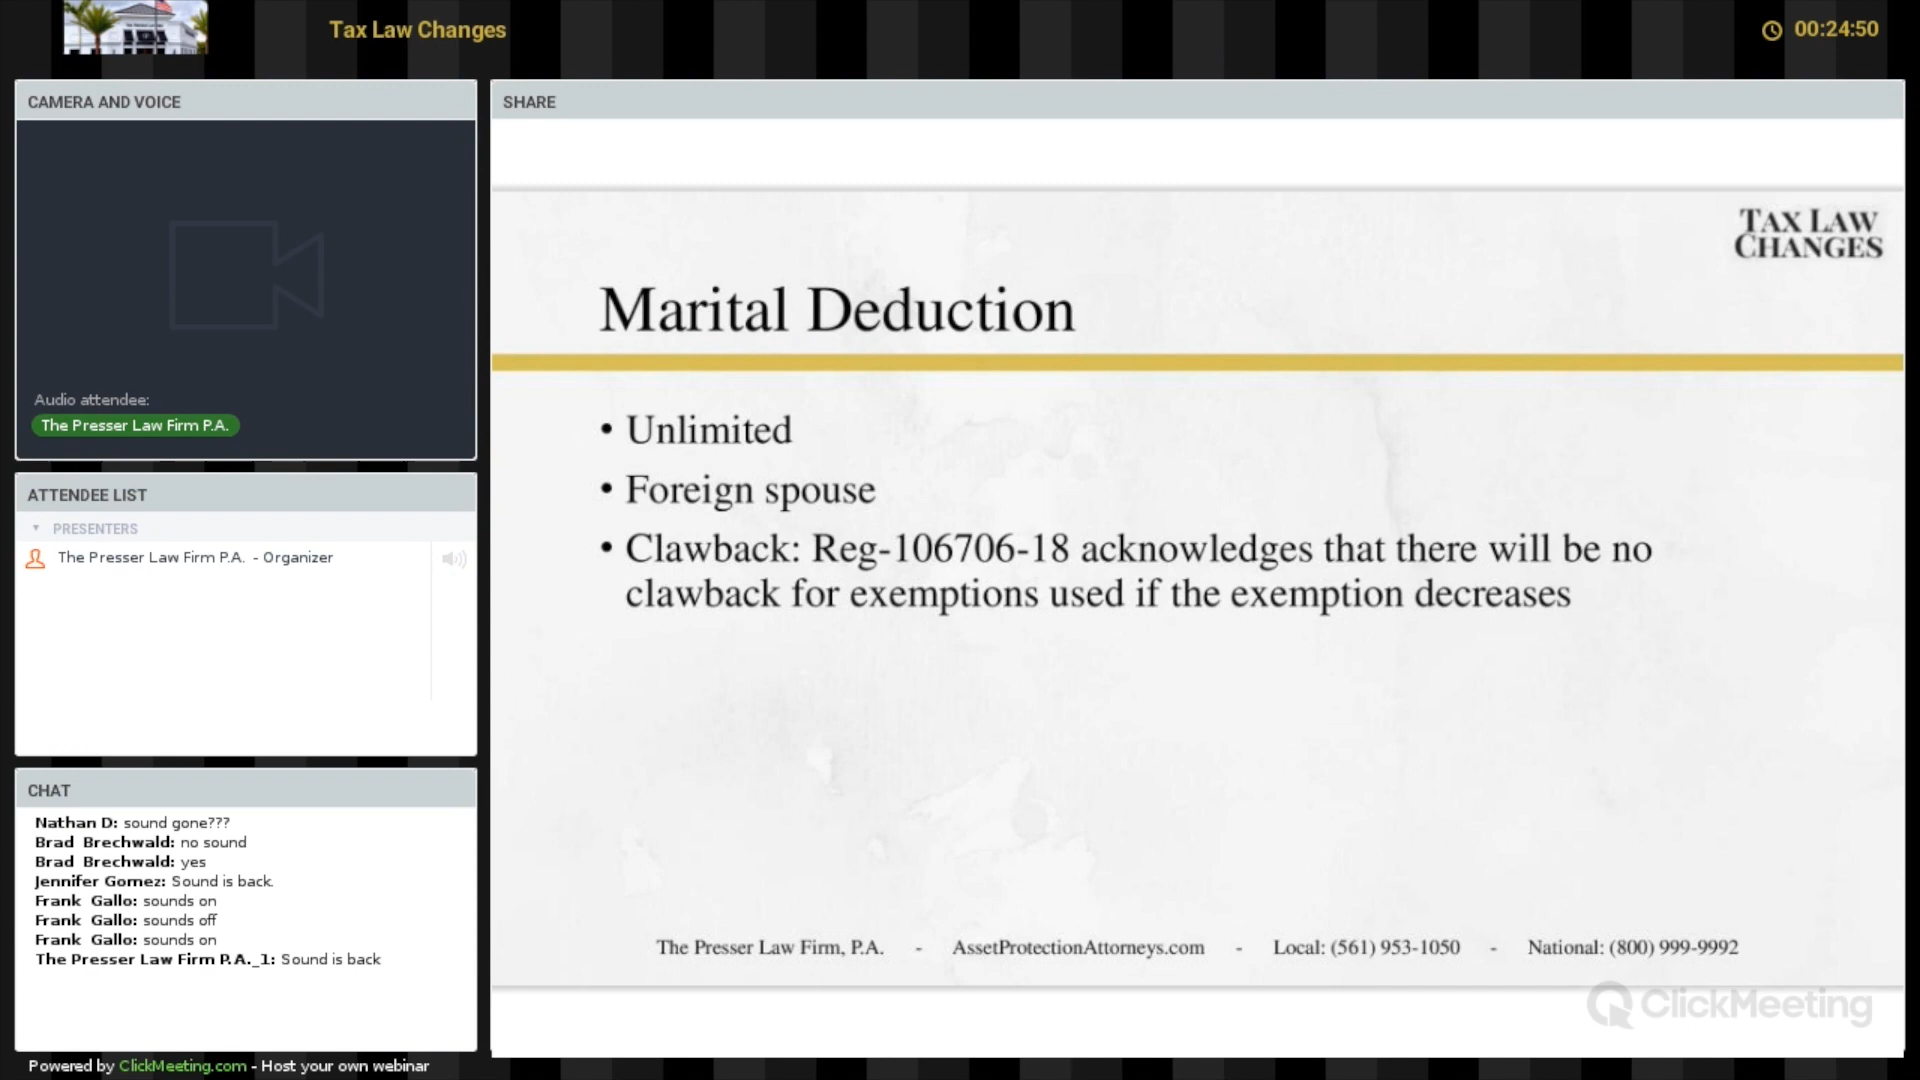 Tax Law Changes
00:24:50
CAMERA AND VOICE
Audio attendee:
The Presser Law Firm P.A.
ATTENDEE LIST
PRESENTERS
The Presser Law Firm P.A. - Organizer
CHAT
Nathan D: sound gone???
Brad Brechwald: no sound
Brad Brechwald: yes
Jennifer Gomez: Sound is back.
Frank Gallo: sounds on
Frank Gallo: sounds off
Frank Gallo: sounds on
The Presser Law Firm P.A._1: Sound is back
Powered by ClickMeeting.com - Host your own webinar
SHARE
TAX LAW
CHANGES
Marital Deduction
• Unlimited
• Foreign spouse
• Clawback: Reg-106706-18 acknowledges that there will be no
clawback for exemptions used if the exemption decreases
The Presser Law Firm, P.A. - AssetProtectionAttorneys.com - Local: (561) 953-1050 - National: (800) 999-9992
ClickMeeting